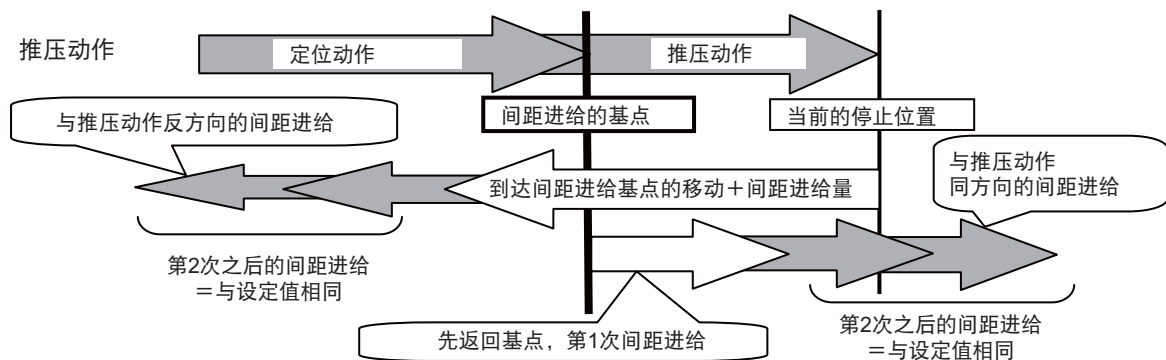 推压动作
定位动作
推压动作
间距进给的基点
当前的停止位置
与推压动作反方向的间距进给
到达间距进给基点的移动＋间距进给量
与推压动作
同方向的间距进给
第2次之后的间距进给
＝与设定值相同
先返回基点，第1次间距进给
第2次之后的间距进给
＝与设定值相同